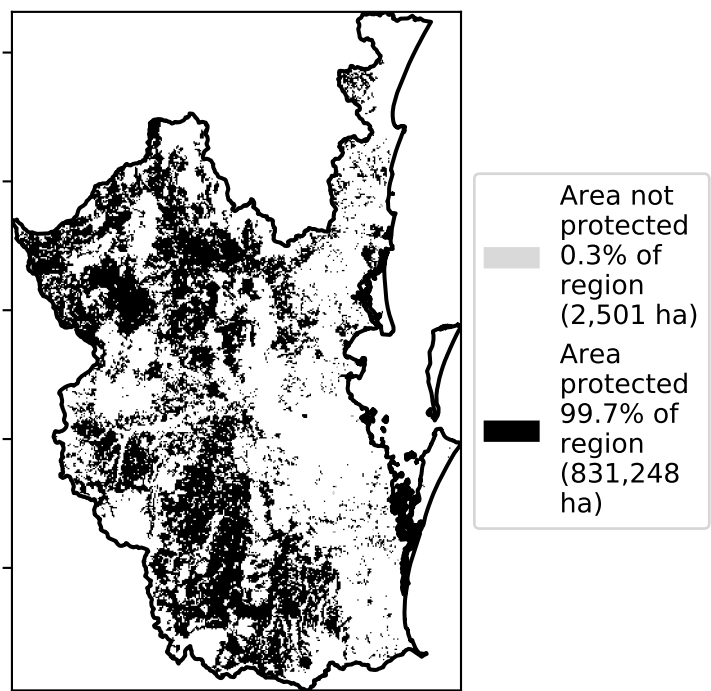 Area not
protected
0.3% of
region
(2,501 ha)
Area
protected
99.7% of
region
(831,248
ha)